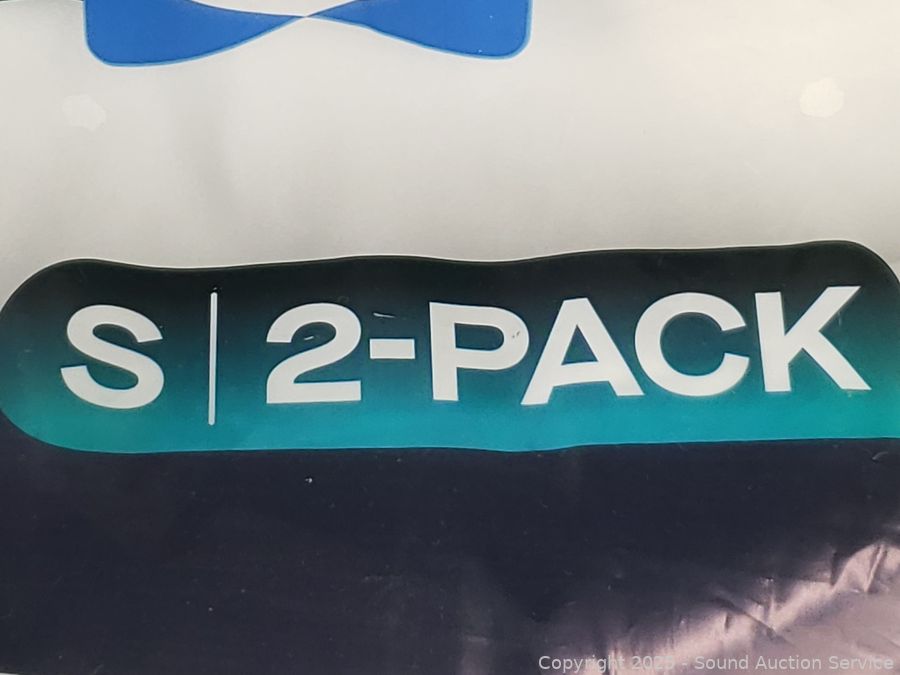 S | 2-PACK
Copyright 2025 - Sound Auction Service